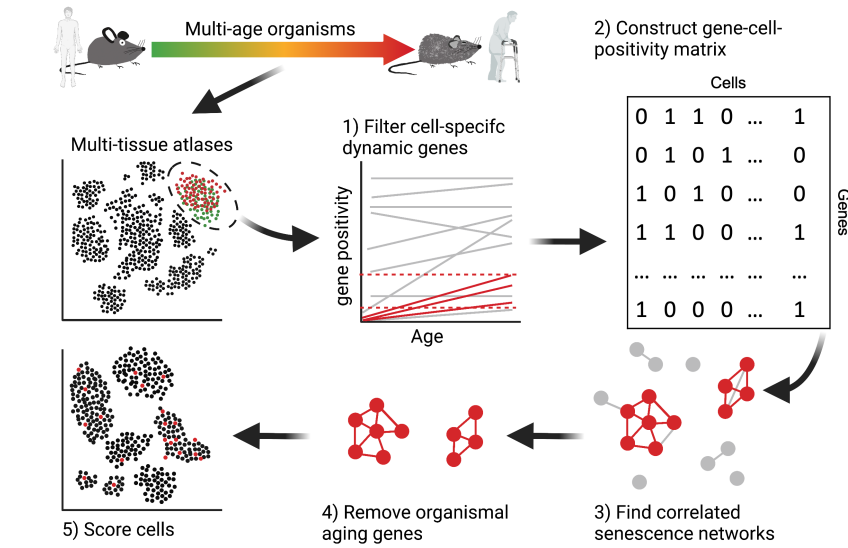 Multi-age organisms
2) Construct gene-cell-
positivity matrix
Cells
0 1 1 0 ... 1
0 1 0 1 ... 0
1 0 1 0 ... 0
1 1 0 0 ... 1
... ... ... ... ... ...
1 0 0 0 ... 1
Genes
Multi-tissue atlases
1) Filter cell-specifc
dynamic genes
gene positivity
Age
5) Score cells
4) Remove organismal
aging genes
3) Find correlated
senescence networks